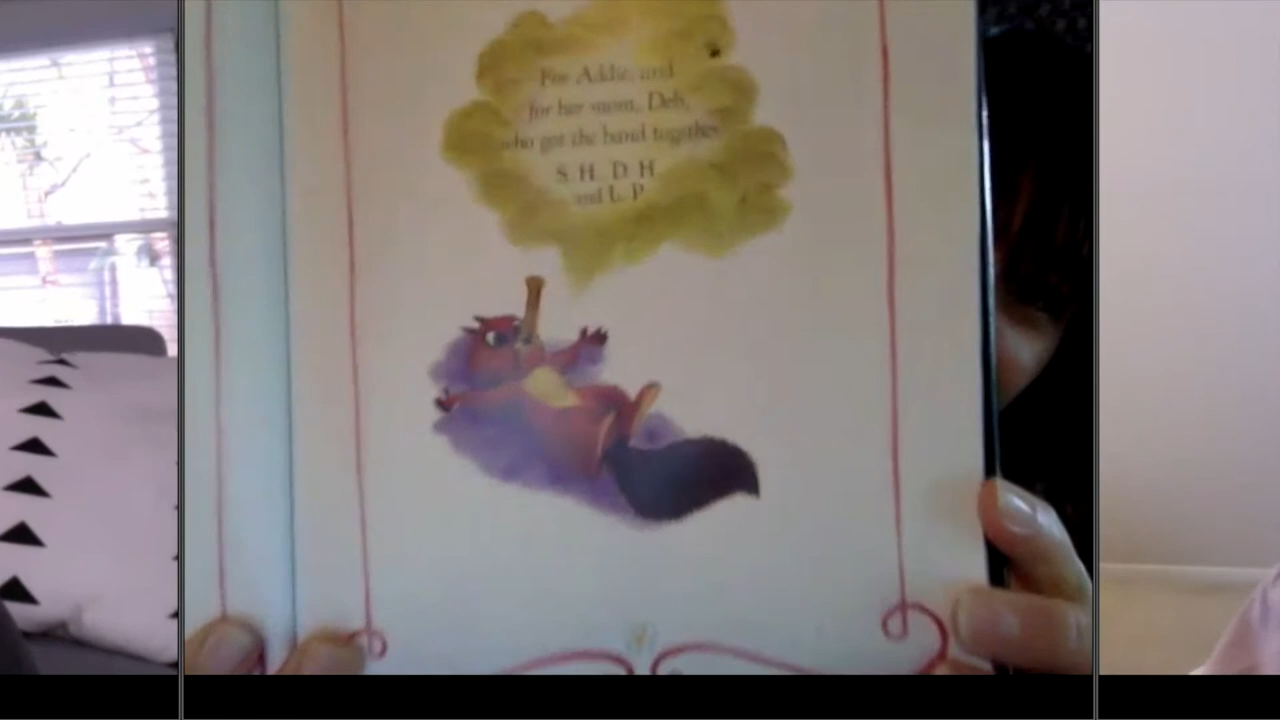 For Addie, and
for her mom, Deb,
who got the band together
S. H., D. H.
and L. P.